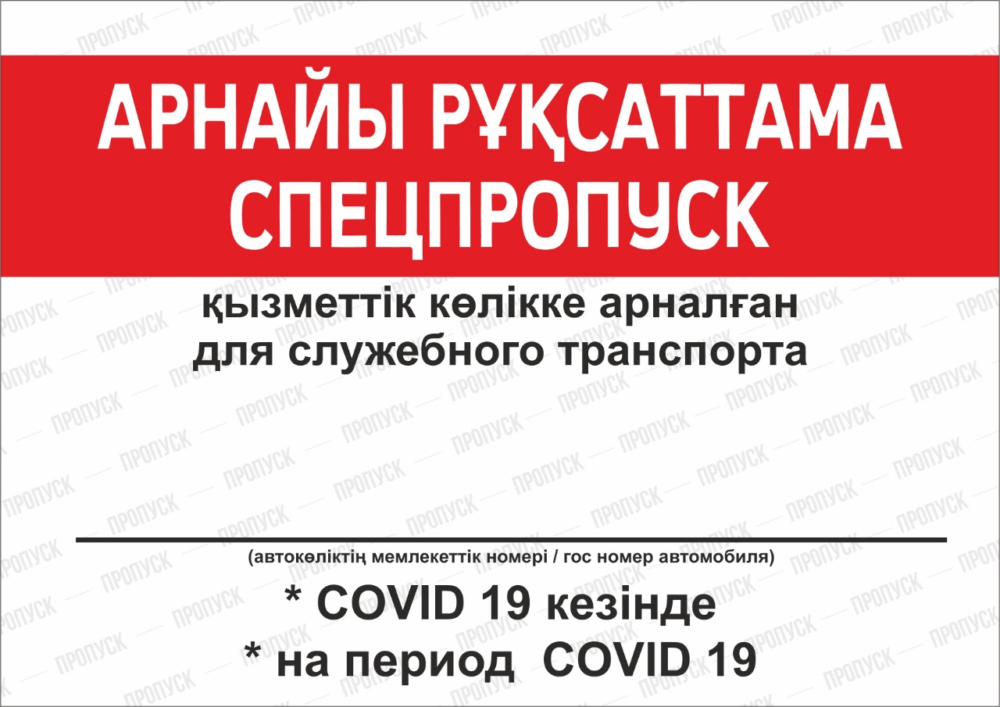 АРНАЙЫ РҰҚСАТТАМА
СПЕЦПРОПУСК
қызметтік көлікке арналған
для служебного транспорта
(автокөліктің мемлекеттік номері / гос номер автомобиля)
* COVID 19 кезінде
* на период COVID 19
ПРОПУСК